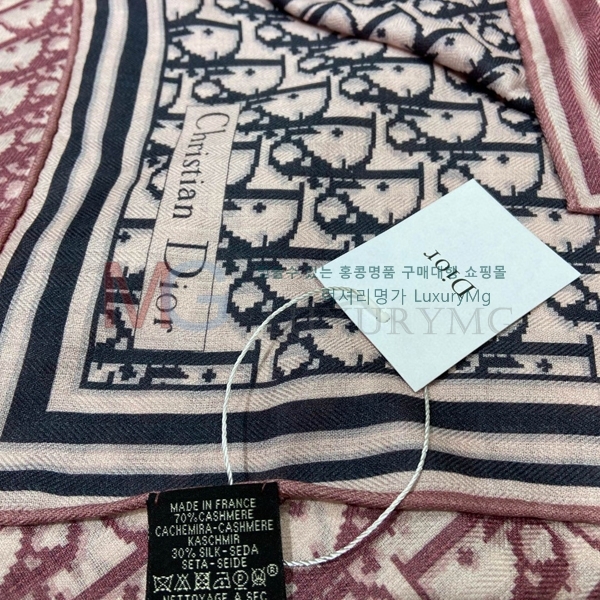 Christian Dior
Dior
홍콩명품 구매대행 쇼핑몰
럭셔리명가 LuxuryMg
MG LUXURYMG
MADE IN FRANCE
70% CASHMERE
CACHEMIRA-CASHMERE
KASCHMIR
30% SILK-SEDA
SETA-SEIDE
NETTOYAGE A SEC